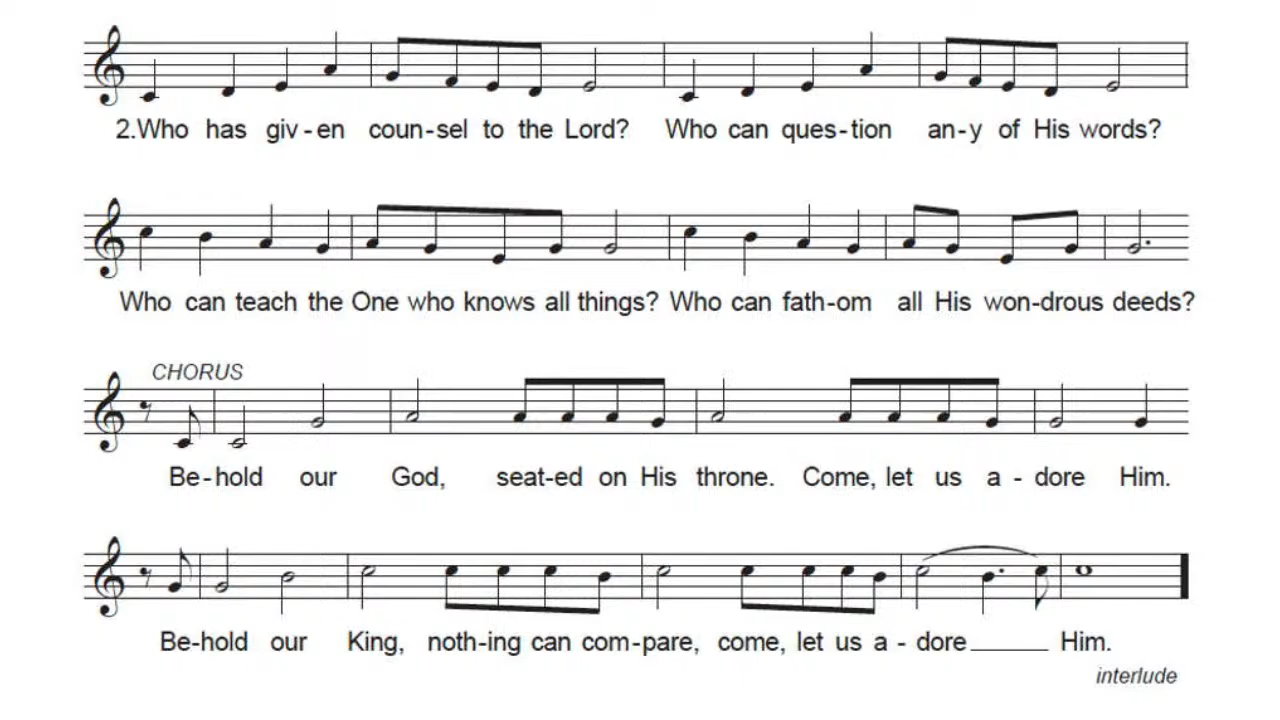 2.Who has giv-en coun-sel to the Lord? Who can ques-tion an-y of His words?
Who can teach the One who knows all things? Who can fath-om all His won-drous deeds?
CHORUS
Be-hold our God, seat-ed on His throne. Come, let us a - dore Him.
Be-hold our King, noth-ing can com-pare, come, let us a - dore______ Him.
interlude